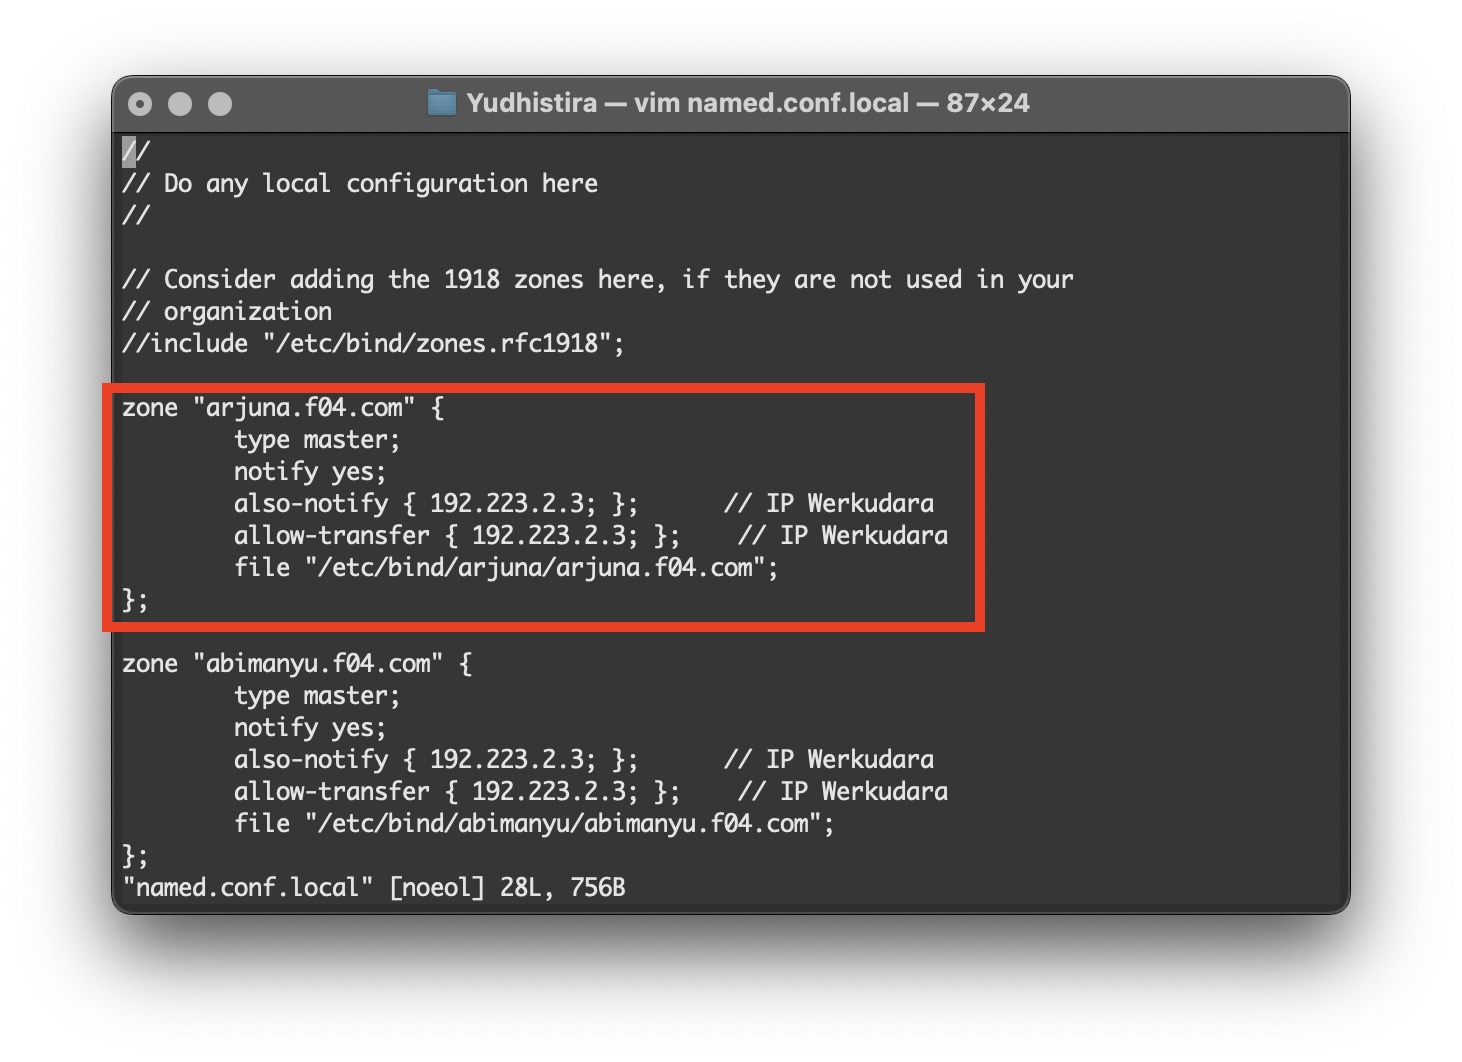 Yudhistira — vim named.conf.local — 87×24
//
// Do any local configuration here
//
// Consider adding the 1918 zones here, if they are not used in your
// organization
//include "/etc/bind/zones.rfc1918";
zone "arjuna.f04.com" {
        type master;
        notify yes;
        also-notify { 192.223.2.3; };      // IP Werkudara
        allow-transfer { 192.223.2.3; };    // IP Werkudara
        file "/etc/bind/arjuna/arjuna.f04.com";
};
zone "abimanyu.f04.com" {
        type master;
        notify yes;
        also-notify { 192.223.2.3; };      // IP Werkudara
        allow-transfer { 192.223.2.3; };    // IP Werkudara
        file "/etc/bind/abimanyu/abimanyu.f04.com";
};
"named.conf.local" [noeol] 28L, 756B